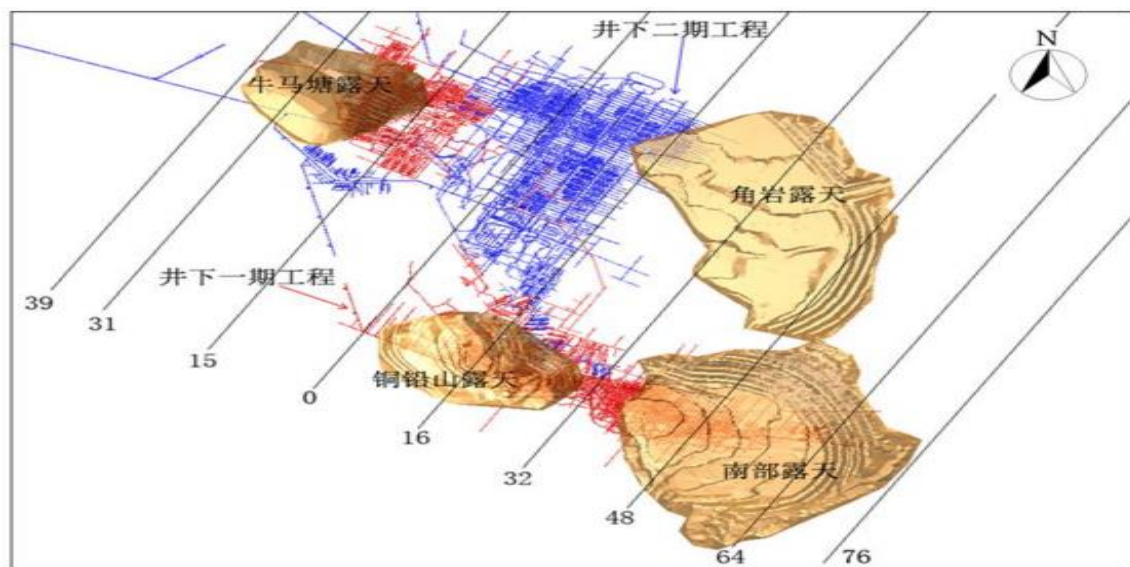 井下二期工程
N
牛马塘露天
角岩露天
井下一期工程
39
31
15
铜铅山露天
0
16
32
南部露天
48
64
76